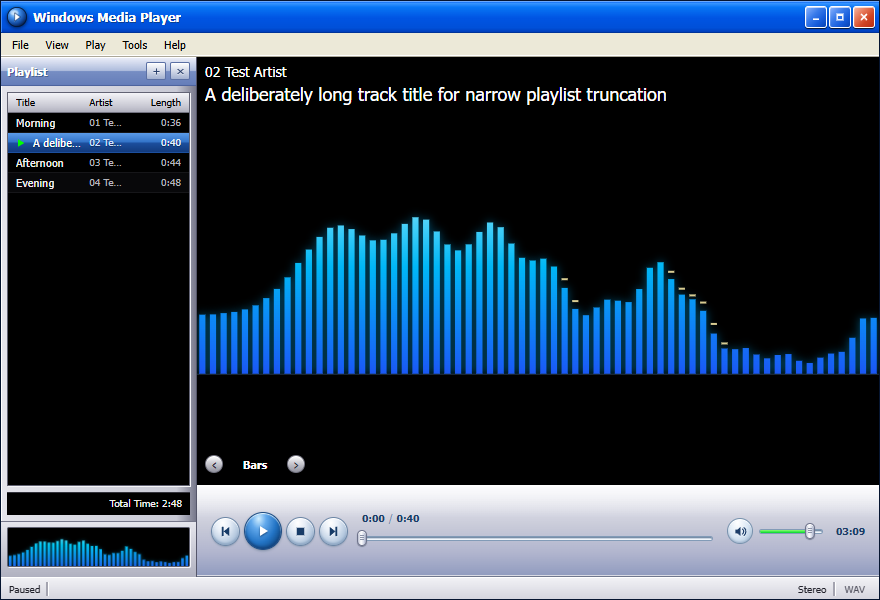 Windows Media Player
File View Play Tools Help
Playlist
Title Artist Length
Morning 01 Te... 0:36
A delibe... 02 Te... 0:40
Afternoon 03 Te... 0:44
Evening 04 Te... 0:48
Total Time: 2:48
02 Test Artist
A deliberately long track title for narrow playlist truncation
Bars
0:00 / 0:40
03:09
Paused
Stereo WAV